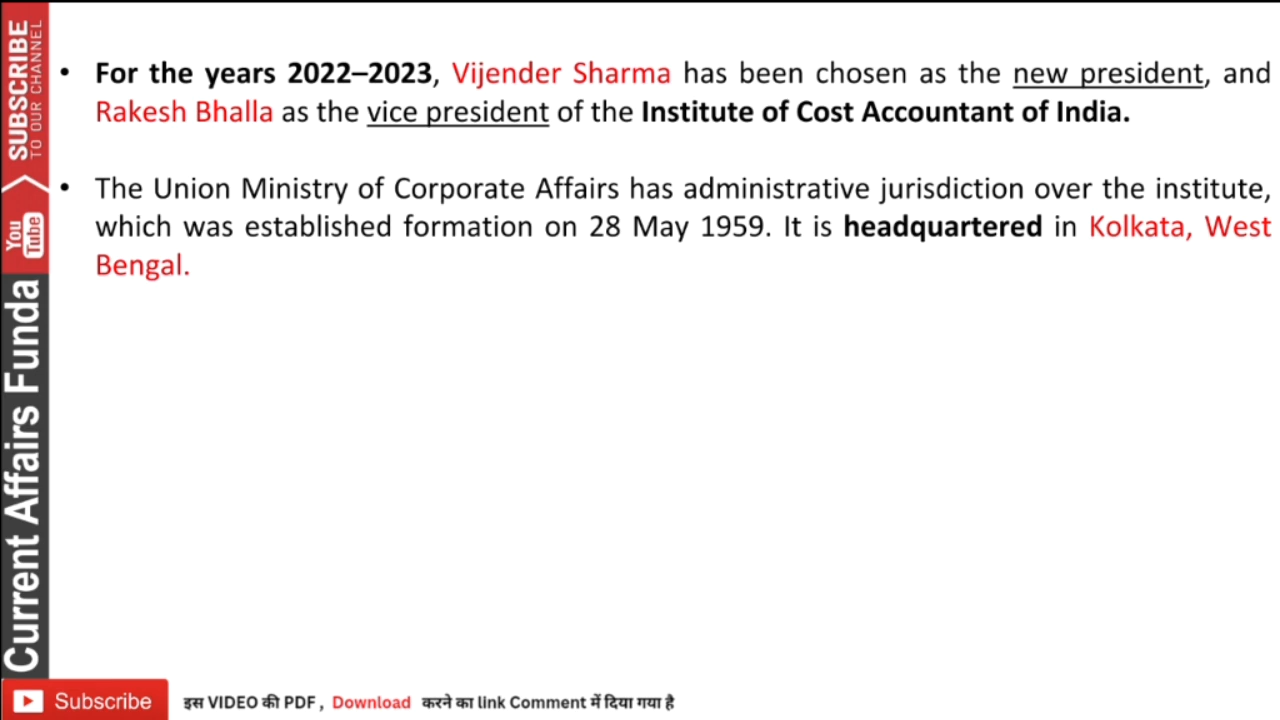 • For the years 2022–2023, Vijender Sharma has been chosen as the new president, and
Rakesh Bhalla as the vice president of the Institute of Cost Accountant of India.
• The Union Ministry of Corporate Affairs has administrative jurisdiction over the institute,
which was established formation on 28 May 1959. It is headquartered in Kolkata, West
Bengal.
SUBSCRIBE
TO OUR CHANNEL
You
Tube
Current Affairs Funda
Subscribe
इस VIDEO की PDF , Download करने का link Comment में दिया गया है